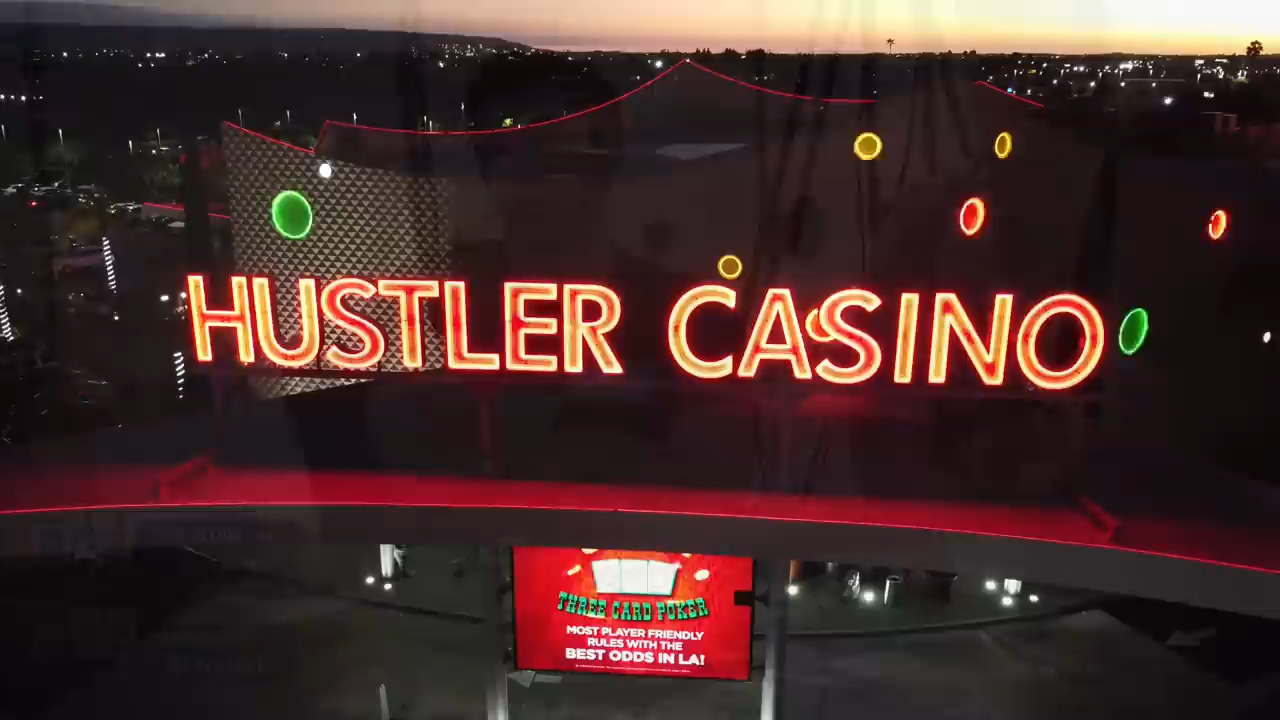 HUSTLER CASINO
THREE CARD POKER
MOST PLAYER FRIENDLY
RULES WITH THE
BEST ODDS IN LA!